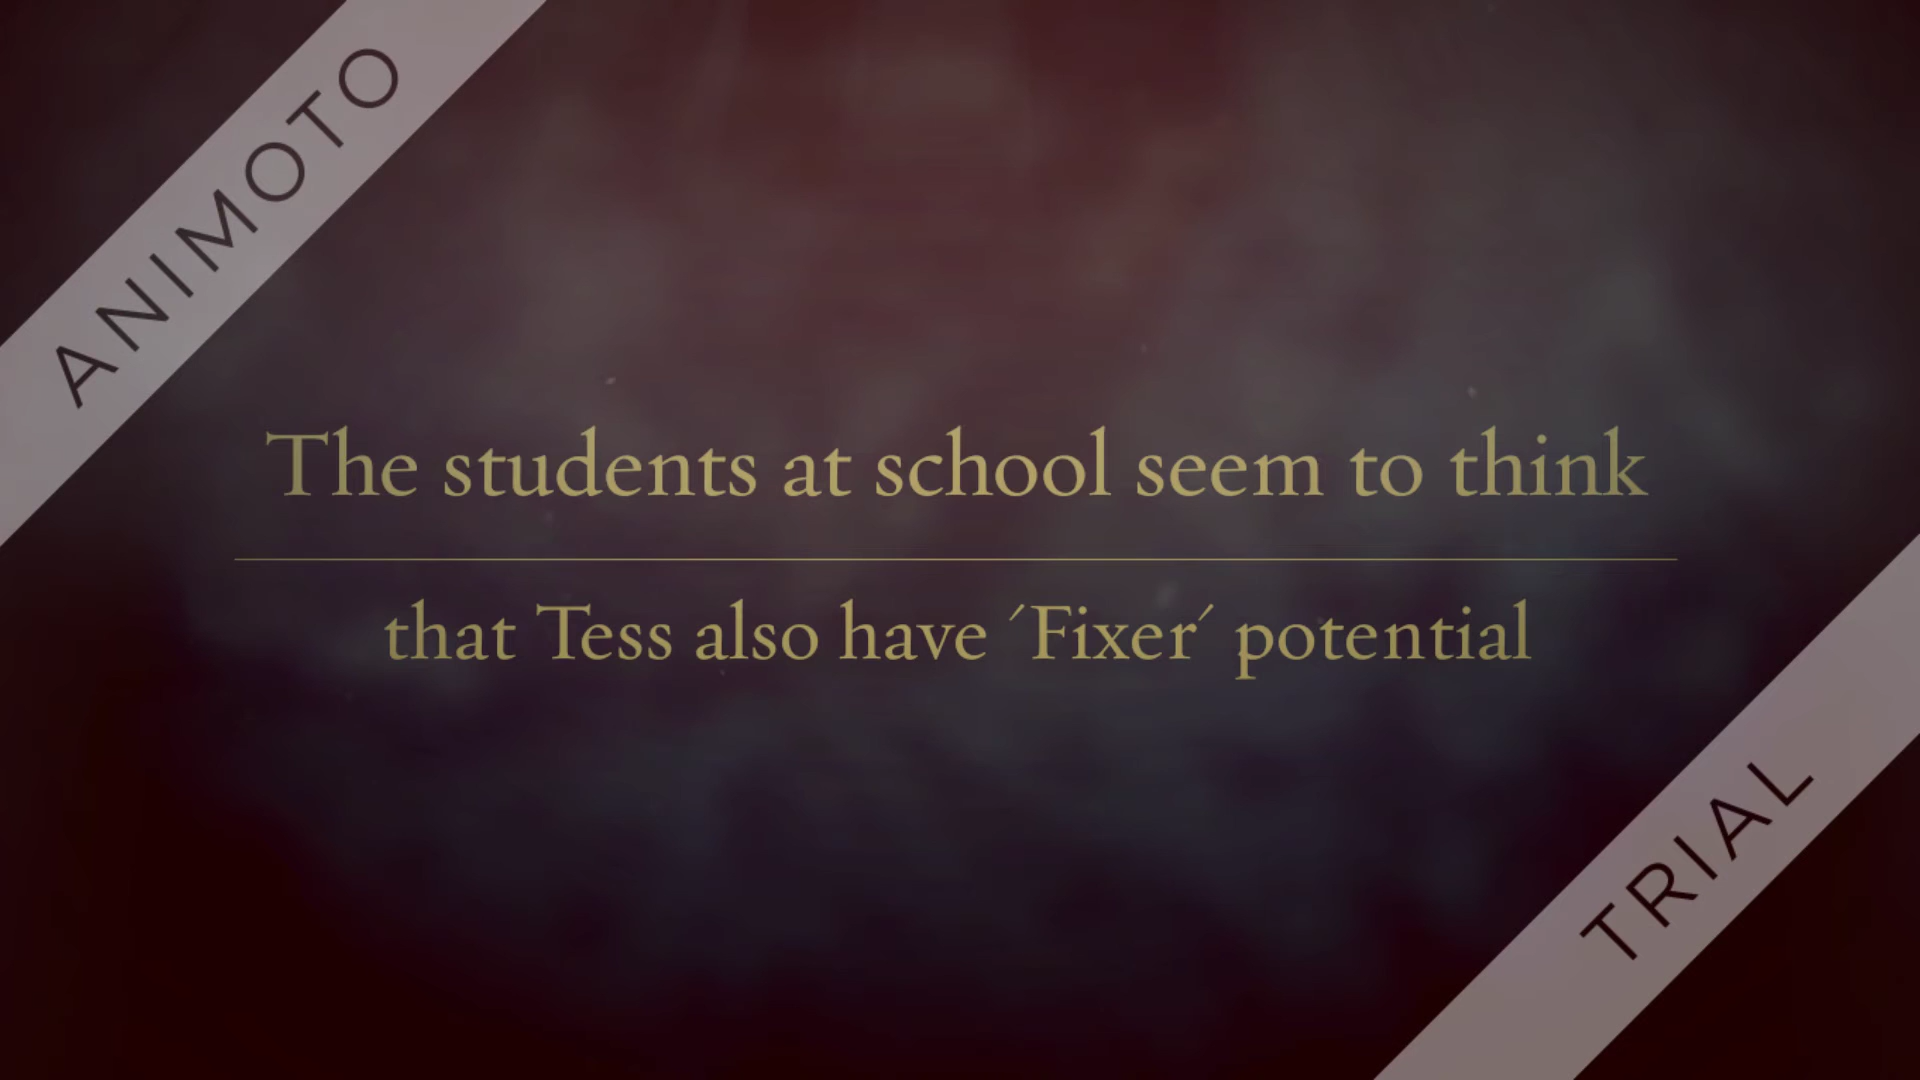 ANIMOTO
The students at school seem to think
that Tess also have ´Fixer´ potential
TRIAL